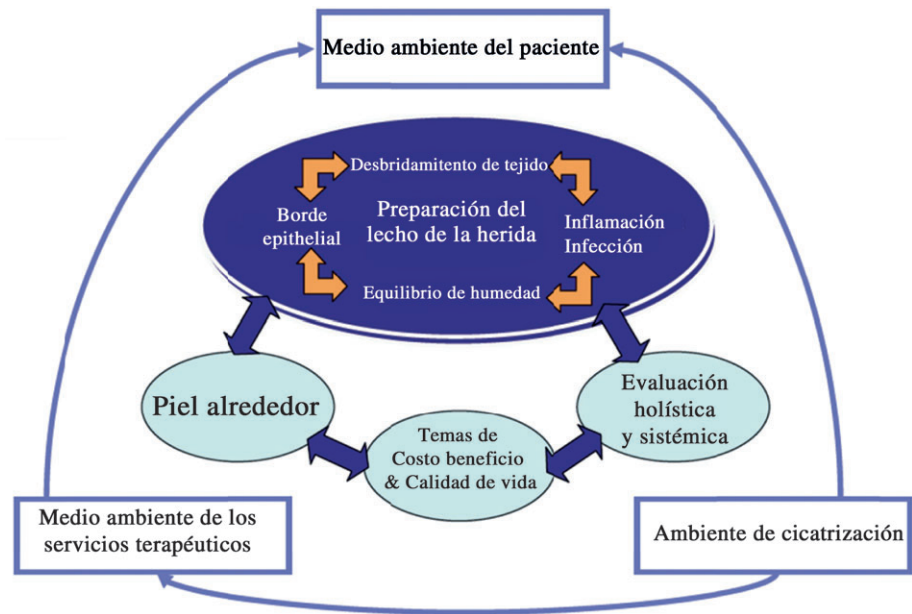 Medio ambiente del paciente
Desbridamitento de tejido
Borde
epithelial
Preparación del
lecho de la herida
Inflamación
Infección
Equilibrio de humedad
Piel alrededor
Temas de
Costo beneficio
& Calidad de vida
Evaluación
holística
y sistémica
Medio ambiente de los
servicios terapéuticos
Ambiente de cicatrización